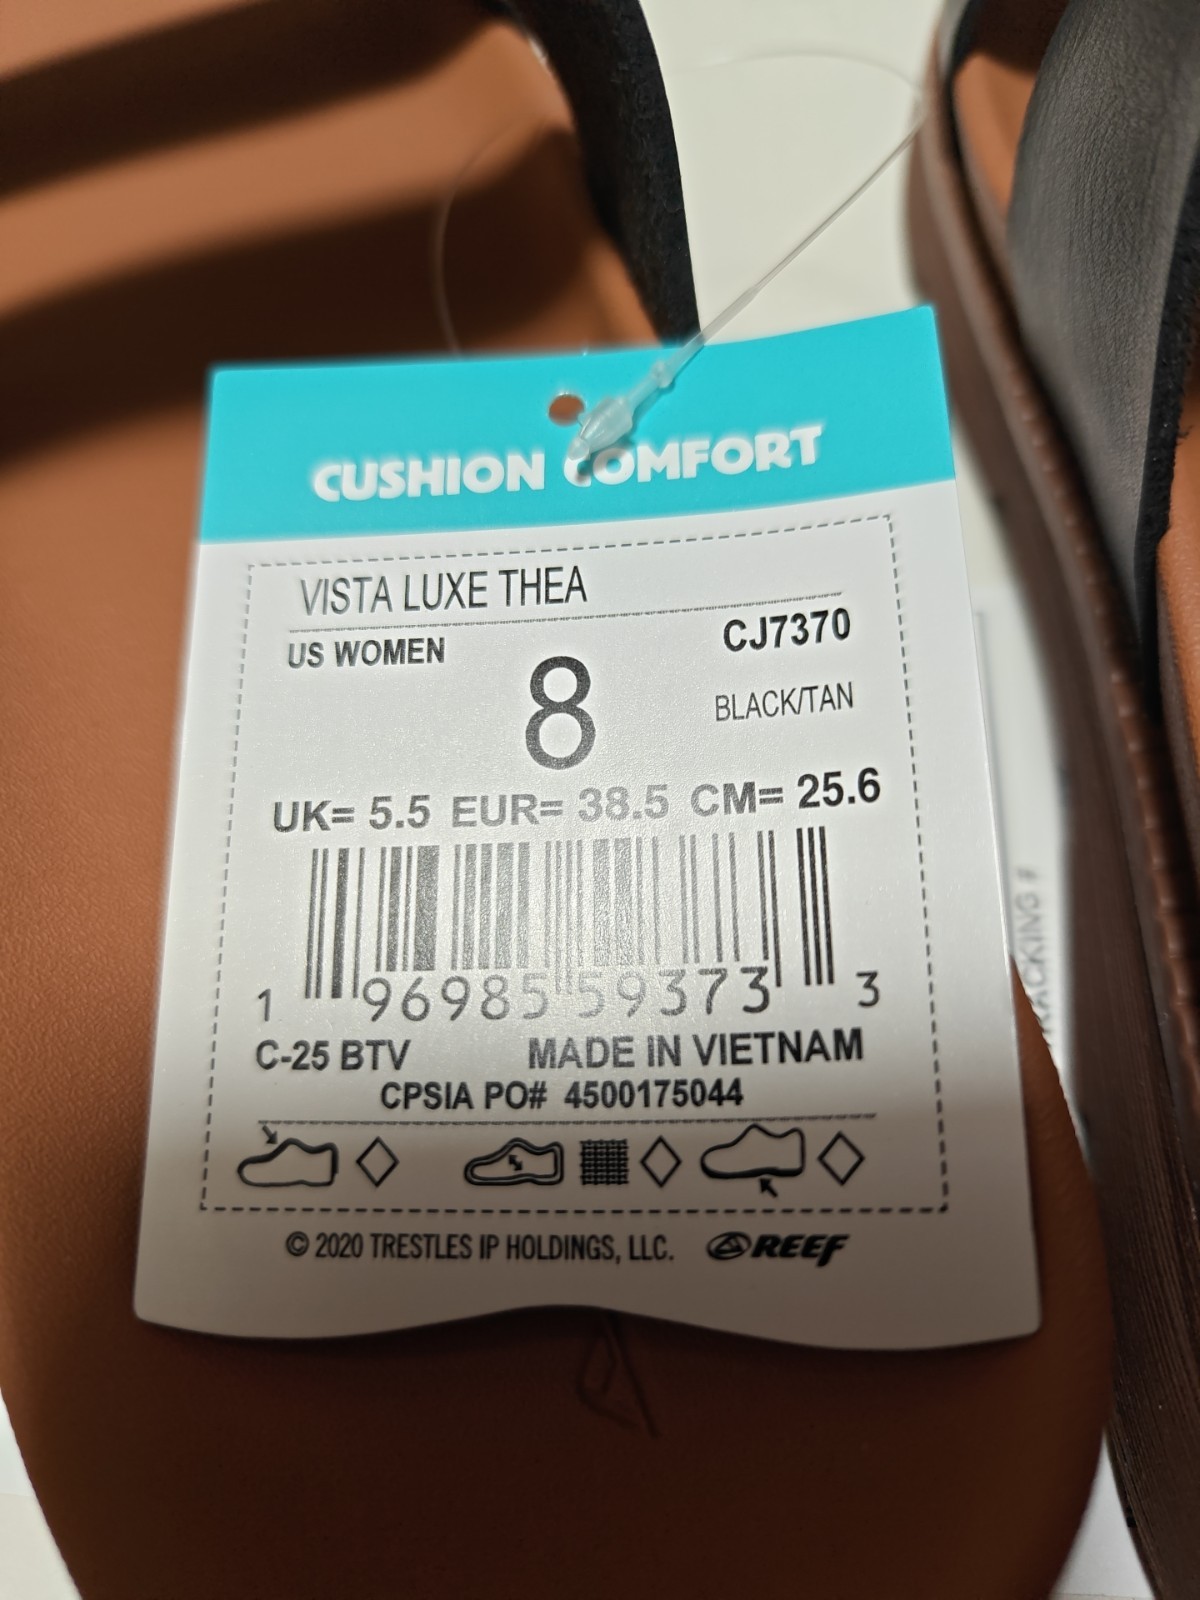 CUSHION COMFORT
VISTA LUXE THEA
US WOMEN
8
CJ7370
BLACK/TAN
UK= 5.5 EUR= 38.5 CM= 25.6
1 96985 59373 3
C-25 BTV MADE IN VIETNAM
CPSIA PO# 4500175044
© 2020 TRESTLES IP HOLDINGS, LLC. REEF
TRACKING #